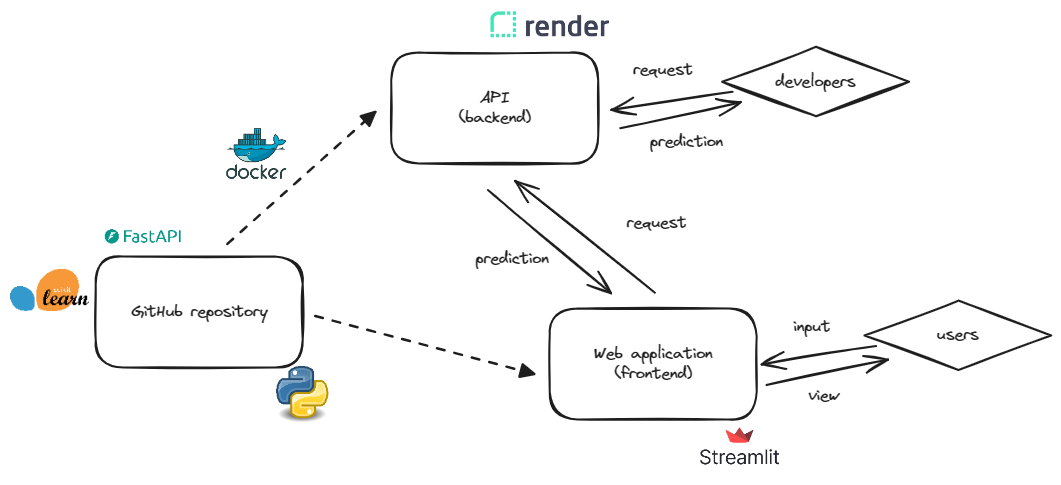 render
API
(backend)
request
developers
prediction
docker
request
FastAPI
prediction
learn
GitHub repository
input
users
Web application
(frontend)
view
Streamlit